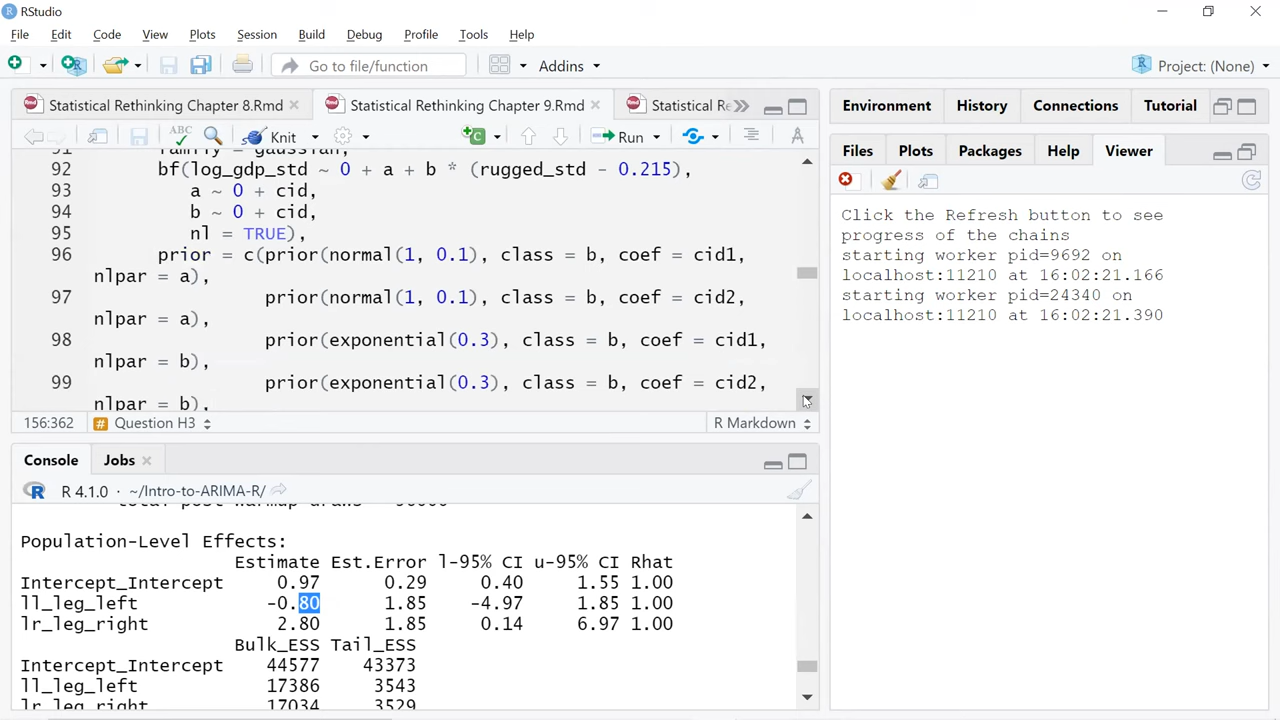 RStudio
File Edit Code View Plots Session Build Debug Profile Tools Help
Go to file/function Addins Project: (None)
Statistical Rethinking Chapter 8.Rmd Statistical Rethinking Chapter 9.Rmd Statistical Re
ABC Knit Run
91 family = gaussian,
92 bf(log_gdp_std ~ 0 + a + b * (rugged_std - 0.215),
93 a ~ 0 + cid,
94 b ~ 0 + cid,
95 nl = TRUE),
96 prior = c(prior(normal(1, 0.1), class = b, coef = cid1,
nlpar = a),
97 prior(normal(1, 0.1), class = b, coef = cid2,
nlpar = a),
98 prior(exponential(0.3), class = b, coef = cid1,
nlpar = b),
99 prior(exponential(0.3), class = b, coef = cid2,
nlpar = b),
156:362 # Question H3 R Markdown
Console Jobs
R 4.1.0 · ~/Intro-to-ARIMA-R/
Population-Level Effects:
Estimate Est.Error l-95% CI u-95% CI Rhat
Intercept_Intercept 0.97 0.29 0.40 1.55 1.00
ll_leg_left -0.80 1.85 -4.97 1.85 1.00
lr_leg_right 2.80 1.85 0.14 6.97 1.00
Bulk_ESS Tail_ESS
Intercept_Intercept 44577 43373
ll_leg_left 17386 3543
lr_leg_right 17034 3529
Environment History Connections Tutorial
Files Plots Packages Help Viewer
Click the Refresh button to see
progress of the chains
starting worker pid=9692 on
localhost:11210 at 16:02:21.166
starting worker pid=24340 on
localhost:11210 at 16:02:21.390